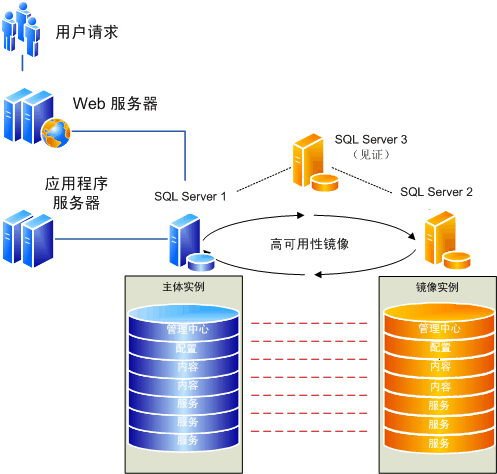 用户请求
Web 服务器
SQL Server 3
（见证）
应用程序
服务器
SQL Server 1
SQL Server 2
高可用性镜像
主体实例
管理中心
配置
内容
内容
服务
服务
服务
镜像实例
管理中心
配置
内容
内容
服务
服务
服务